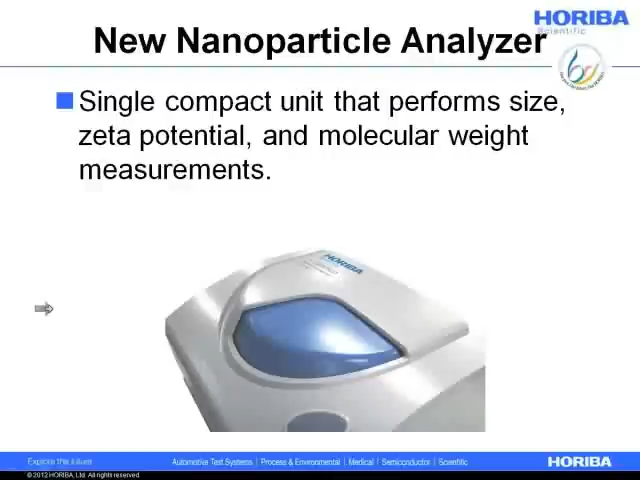 HORIBA
Scientific
New Nanoparticle Analyzer
Single compact unit that performs size,
zeta potential, and molecular weight
measurements.
HORIBA
Explore the future
Automotive Test Systems | Process & Environmental | Medical | Semiconductor | Scientific
HORIBA
© 2012 HORIBA, Ltd. All rights reserved.